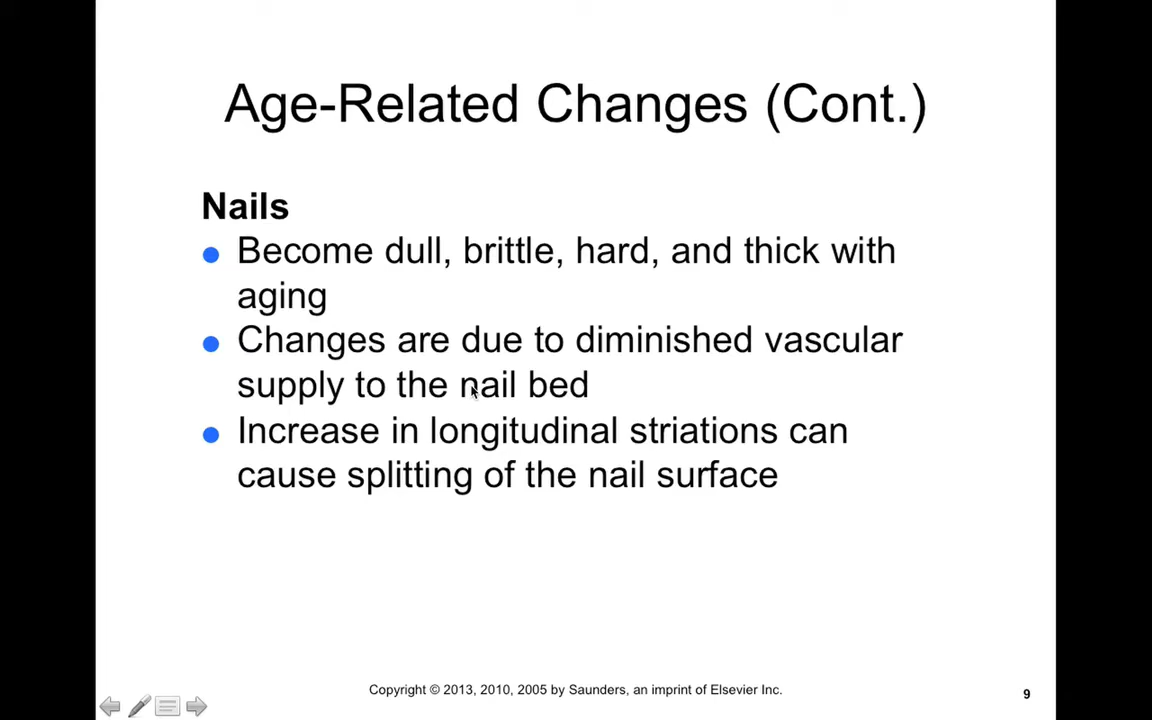 Age-Related Changes (Cont.)
Nails
● Become dull, brittle, hard, and thick with
aging
● Changes are due to diminished vascular
supply to the nail bed
● Increase in longitudinal striations can
cause splitting of the nail surface
Copyright © 2013, 2010, 2005 by Saunders, an imprint of Elsevier Inc.
9